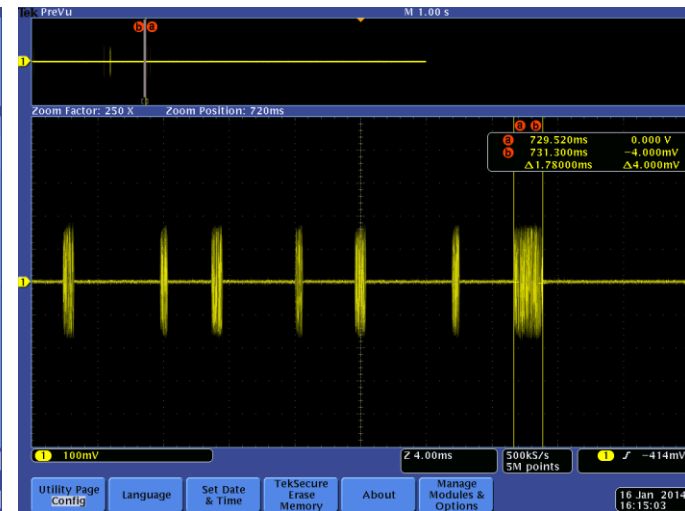 Tek PreVu
M 1.00 s
b a
1
Zoom Factor: 250 X Zoom Position: 720ms
a b
a 729.520ms 0.000 V
b 731.300ms −4.000mV
Δ1.78000ms Δ4.000mV
1
1 100mV
Z 4.00ms
500kS/s
5M points
1 −414mV
Utility Page
Config
Language
Set Date
& Time
TekSecure
Erase
Memory
About
Manage
Modules &
Options
16 Jan 2014
16:15:03